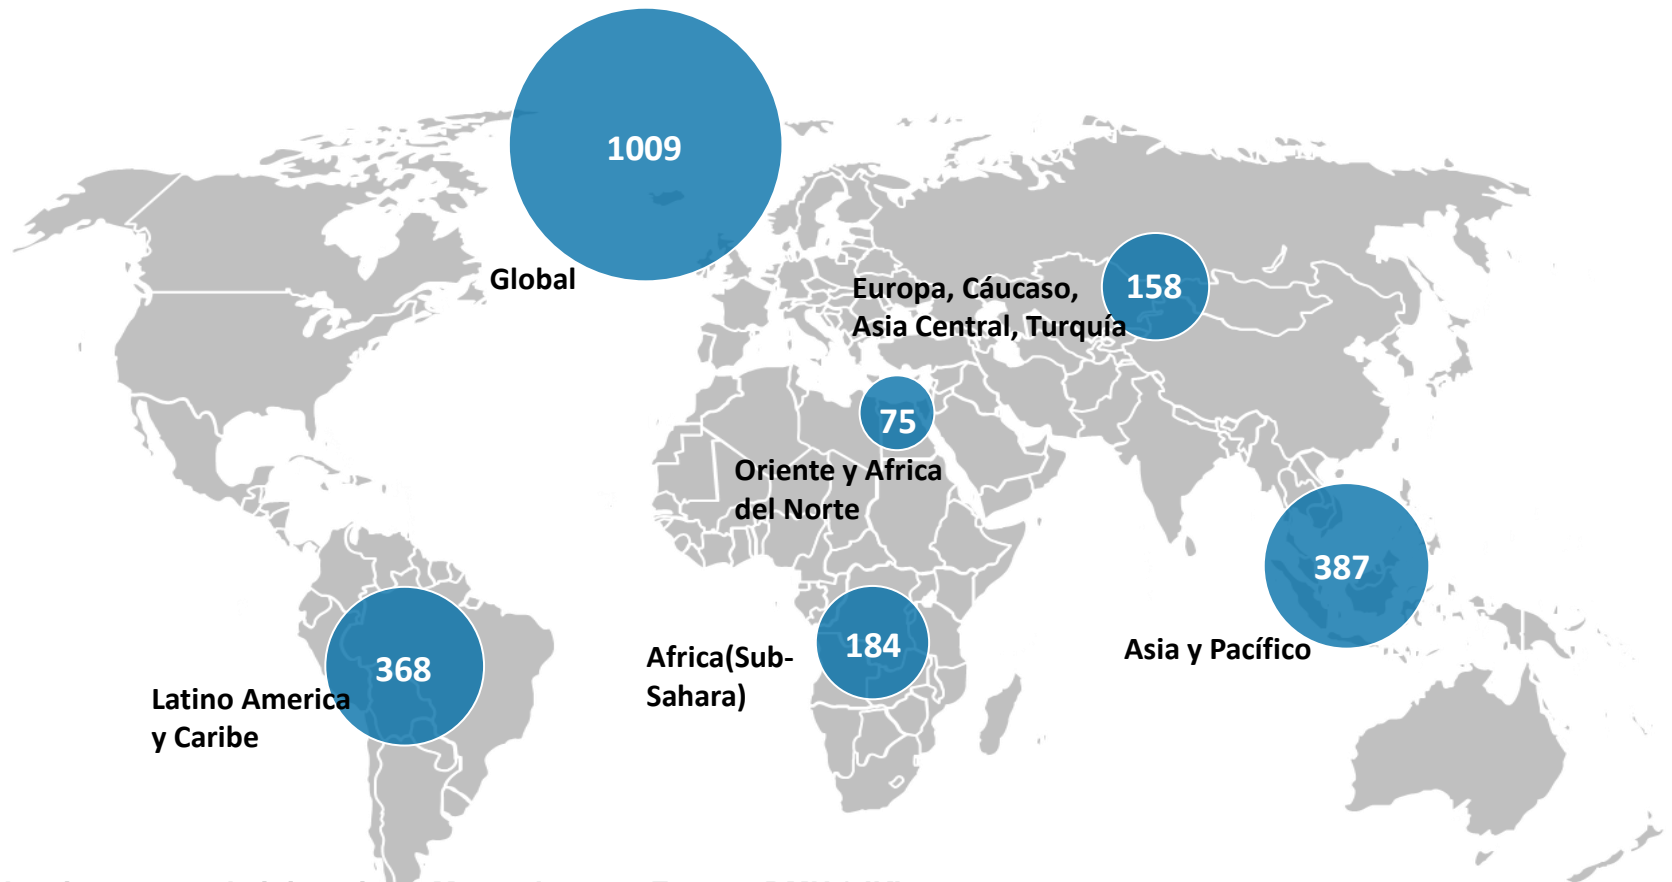 1009
Global
Europa, Cáucaso,
Asia Central, Turquía
158
75
Oriente y Africa
del Norte
387
Asia y Pacífico
184
Africa(Sub-
Sahara)
368
Latino America
y Caribe